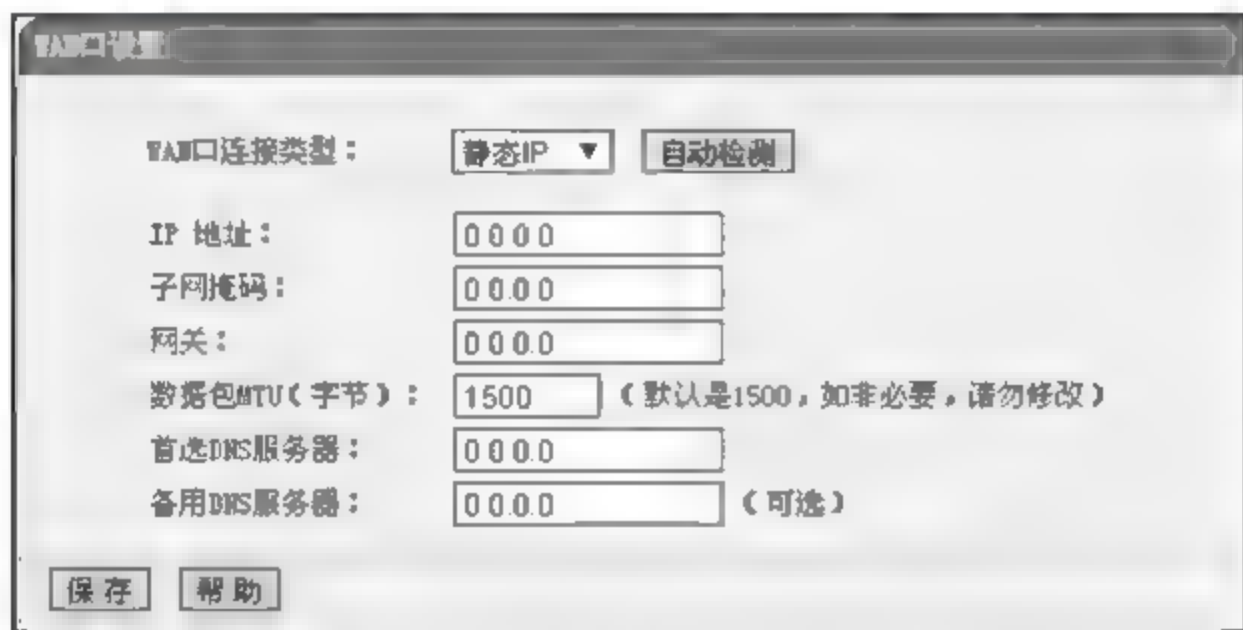 WAN口设置
WAN口连接类型： 静态IP ▼ 自动检测
IP 地址： 0.0.0.0
子网掩码： 0.0.0.0
网关： 0.0.0.0
数据包MTU(字节)： 1500 (默认是1500，如非必要，请勿修改)
首选DNS服务器： 0.0.0.0
备用DNS服务器： 0.0.0.0 (可选)
保 存 帮 助